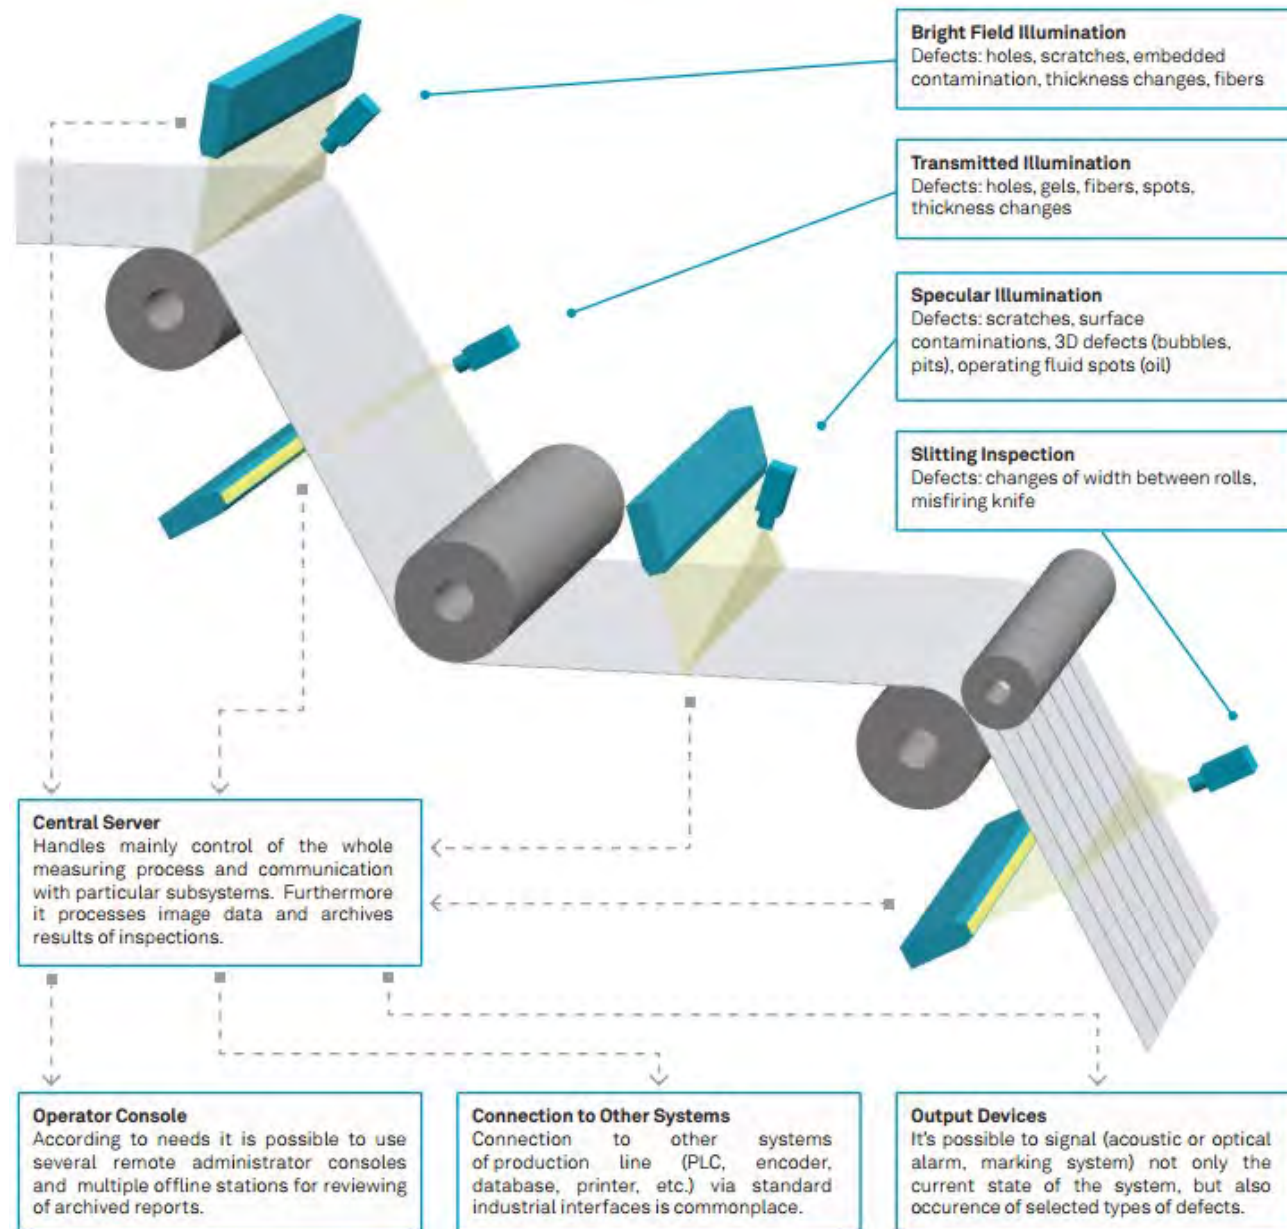 Bright Field Illumination
Defects: holes, scratches, embedded
contamination, thickness changes, fibers
Transmitted Illumination
Defects: holes, gels, fibers, spots,
thickness changes
Specular Illumination
Defects: scratches, surface
contaminations, 3D defects (bubbles,
pits), operating fluid spots (oil)
Slitting Inspection
Defects: changes of width between rolls,
misfiring knife
Central Server
Handles mainly control of the whole
measuring process and communication
with particular subsystems. Furthermore
it processes image data and archives
results of inspections.
Operator Console
According to needs it is possible to use
several remote administrator consoles
and multiple offline stations for reviewing
of archived reports.
Connection to Other Systems
Connection to other systems
of production line (PLC, encoder,
database, printer, etc.) via standard
industrial interfaces is commonplace.
Output Devices
It's possible to signal (acoustic or optical
alarm, marking system) not only the
current state of the system, but also
occurence of selected types of defects.